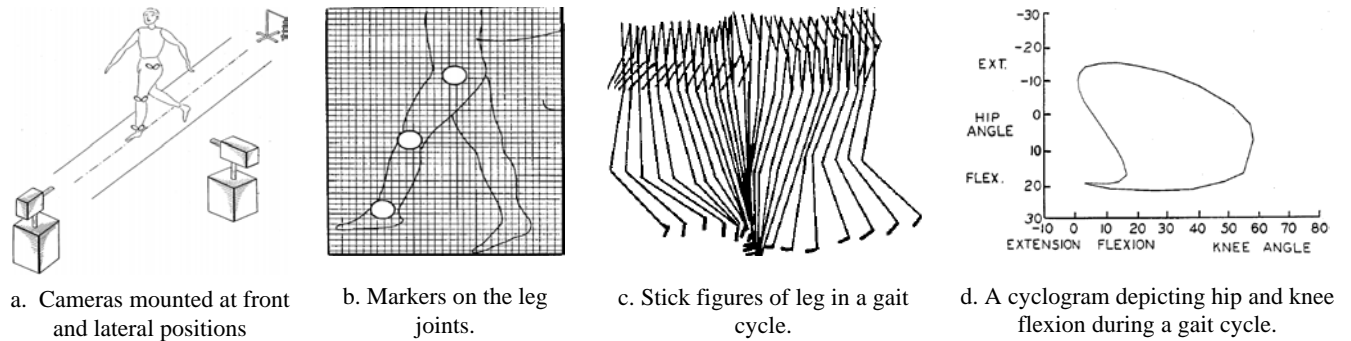 -30
-20
EXT.
-10
HIP
ANGLE
0
10
FLEX.
20
30
-10 0 10 20 30 40 50 60 70 80
EXTENSION FLEXION KNEE ANGLE
a. Cameras mounted at front
and lateral positions
b. Markers on the leg
joints.
c. Stick figures of leg in a gait
cycle.
d. A cyclogram depicting hip and knee
flexion during a gait cycle.